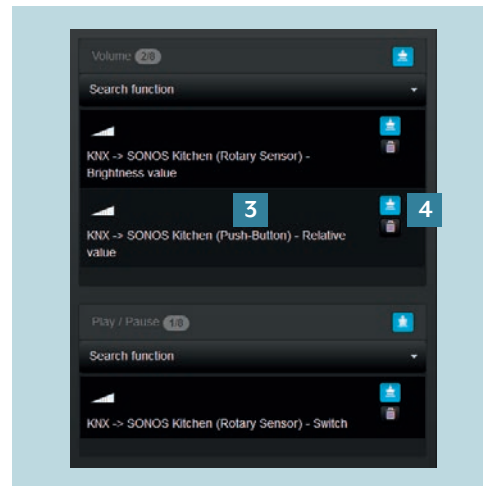 Volume 2/8
Search function
KNX -> SONOS Kitchen (Rotary Sensor) -
Brightness value
3
4
KNX -> SONOS Kitchen (Push-Button) - Relative
value
Play / Pause 1/8
Search function
KNX -> SONOS Kitchen (Rotary Sensor) - Switch